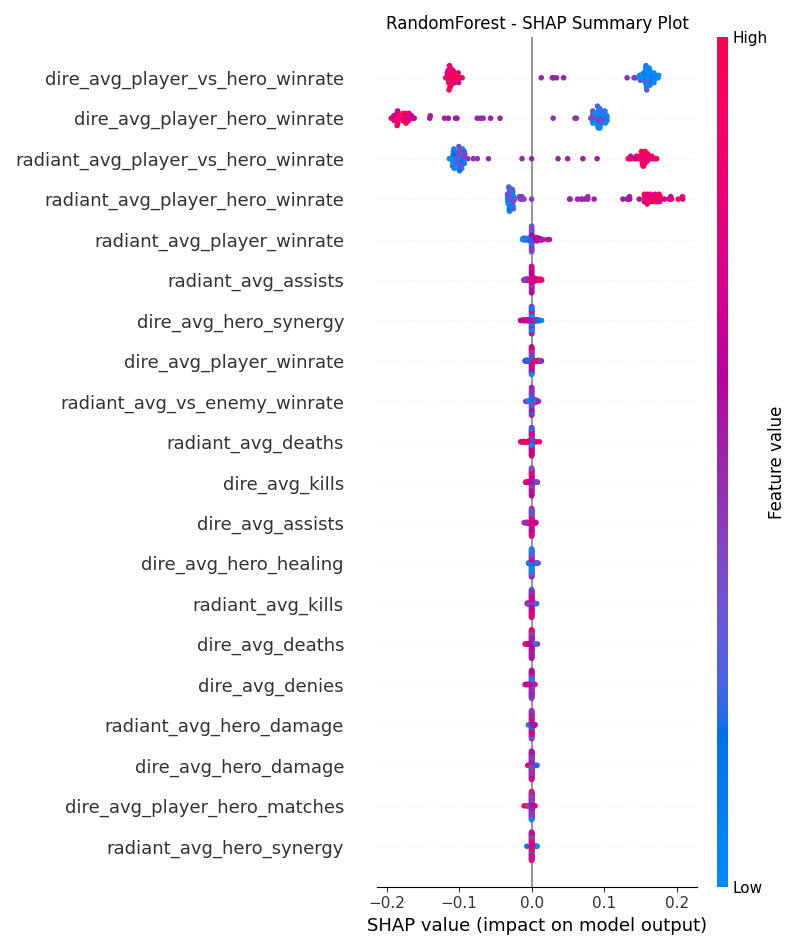 RandomForest - SHAP Summary Plot
High
dire_avg_player_vs_hero_winrate
dire_avg_player_hero_winrate
radiant_avg_player_vs_hero_winrate
radiant_avg_player_hero_winrate
radiant_avg_player_winrate
radiant_avg_assists
dire_avg_hero_synergy
dire_avg_player_winrate
radiant_avg_vs_enemy_winrate
radiant_avg_deaths
dire_avg_kills
dire_avg_assists
dire_avg_hero_healing
radiant_avg_kills
dire_avg_deaths
dire_avg_denies
radiant_avg_hero_damage
dire_avg_hero_damage
dire_avg_player_hero_matches
radiant_avg_hero_synergy
Feature value
Low
−0.2 −0.1 0.0 0.1 0.2
SHAP value (impact on model output)